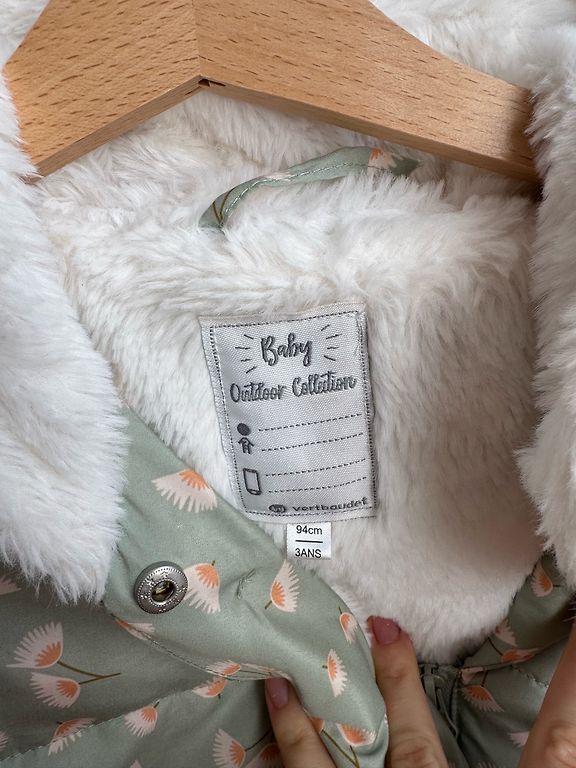 Baby
Outdoor Collection
vertbaudet
94cm
3ANS